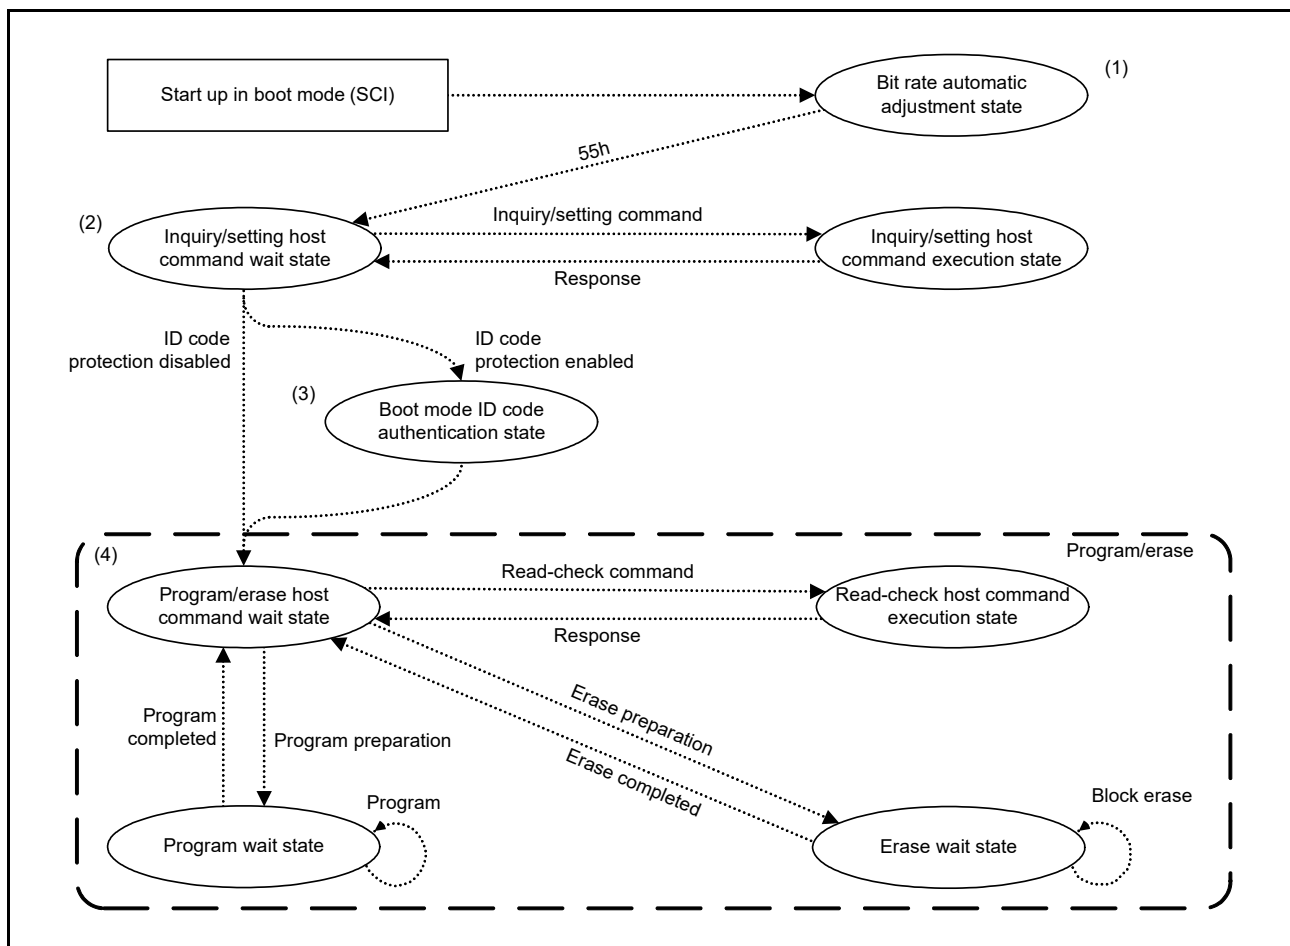 Start up in boot mode (SCI)
Bit rate automatic
adjustment state
(1)
55h
(2)
Inquiry/setting host
command wait state
Inquiry/setting command
Response
Inquiry/setting host
command execution state
ID code
protection disabled
ID code
protection enabled
(3)
Boot mode ID code
authentication state
(4)
Program/erase
Program/erase host
command wait state
Read-check command
Response
Read-check host command
execution state
Program
completed
Program preparation
Erase preparation
Erase completed
Program
Program wait state
Block erase
Erase wait state